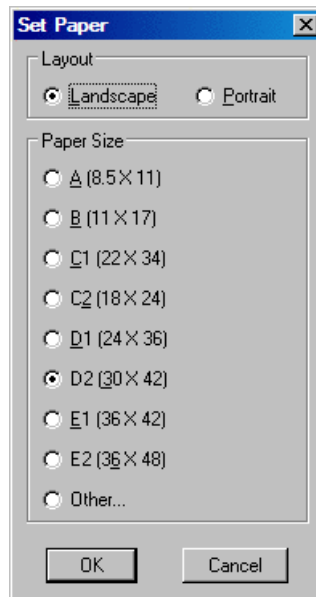 Set Paper
Layout
Landscape Portrait
Paper Size
A (8.5 X 11)
B (11 X 17)
C1 (22 X 34)
C2 (18 X 24)
D1 (24 X 36)
D2 (30 X 42)
E1 (36 X 42)
E2 (36 X 48)
Other...
OK Cancel